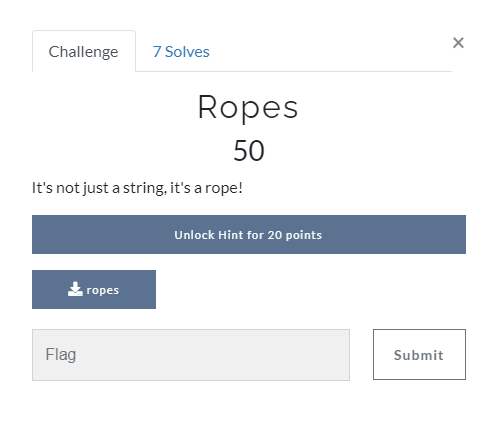 Challenge
7 Solves
×
Ropes
50
It's not just a string, it's a rope!
Unlock Hint for 20 points
ropes
Flag
Submit